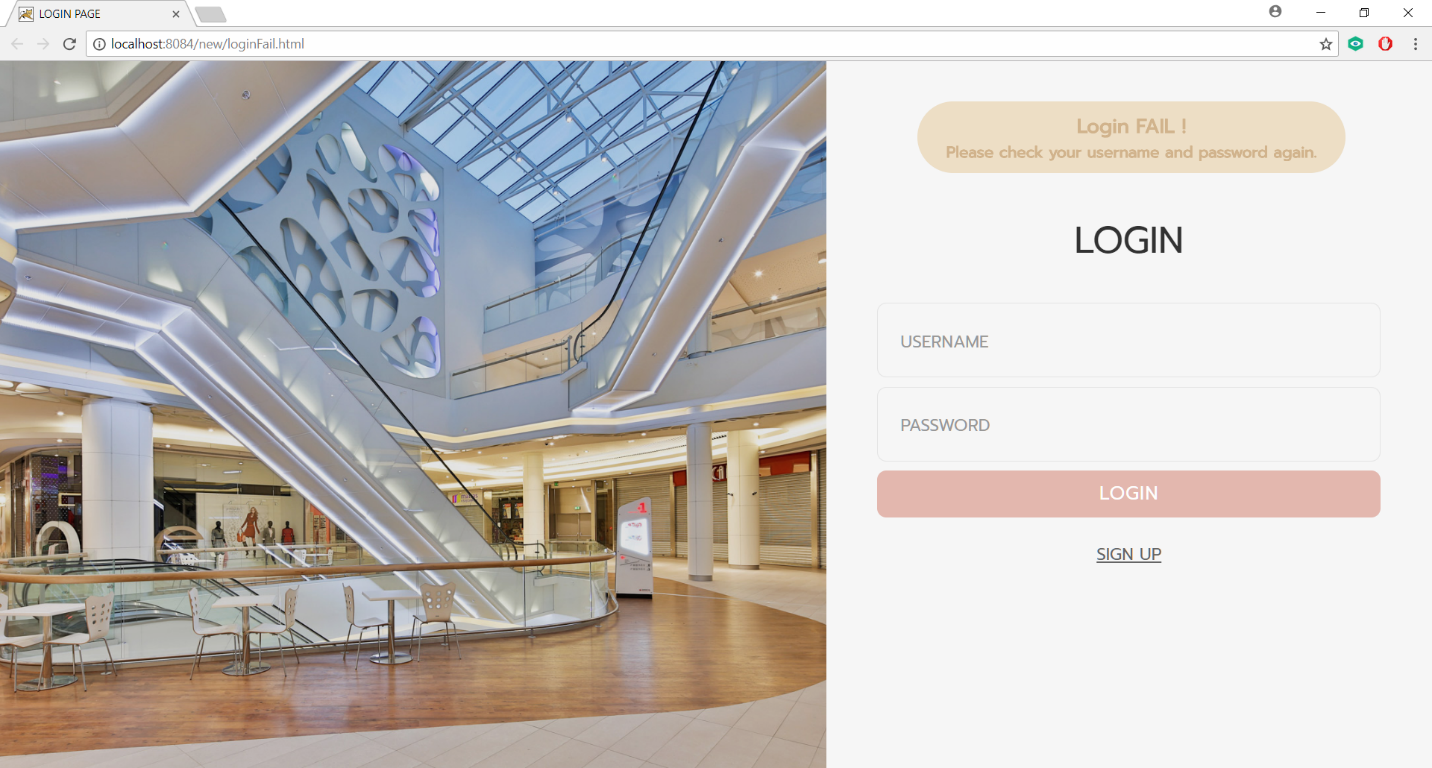 LOGIN PAGE
localhost:8084/new/loginFail.html
Login FAIL !
Please check your username and password again.
LOGIN
USERNAME
PASSWORD
LOGIN
SIGN UP